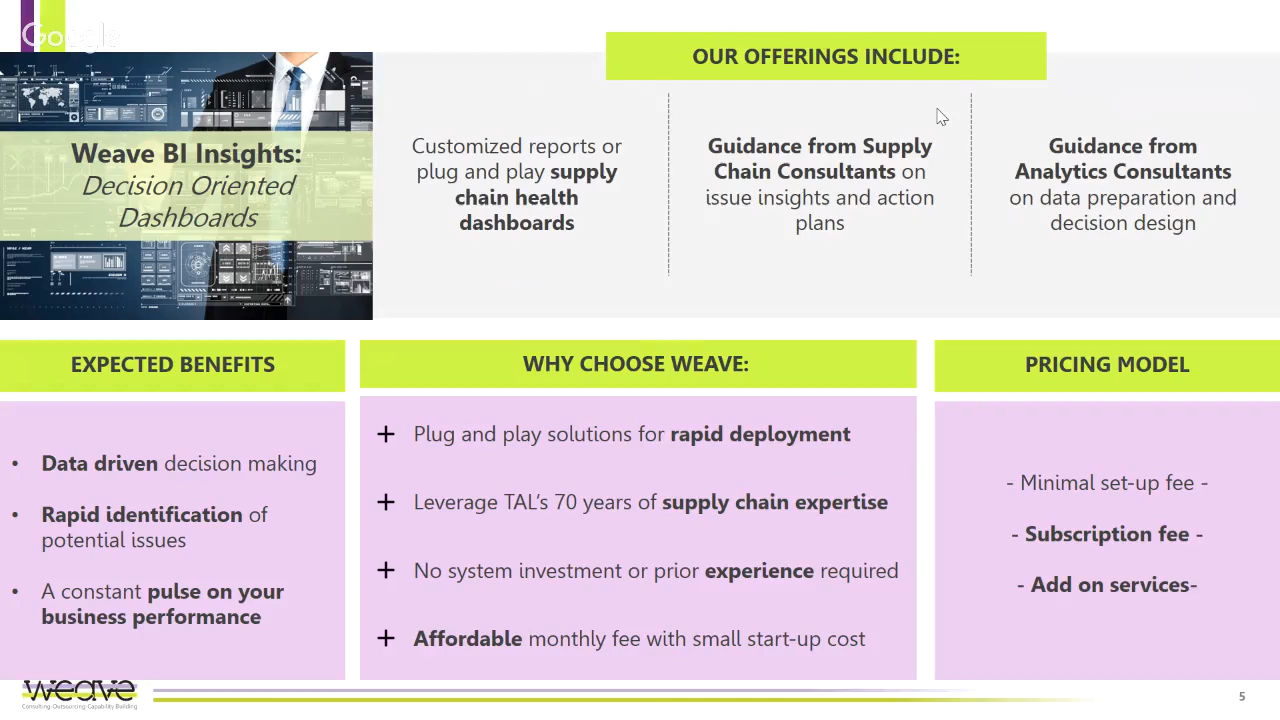 Google
Weave BI Insights:
Decision Oriented
Dashboards
OUR OFFERINGS INCLUDE:
Customized reports or
plug and play supply
chain health
dashboards
Guidance from Supply
Chain Consultants on
issue insights and action
plans
Guidance from
Analytics Consultants
on data preparation and
decision design
EXPECTED BENEFITS
• Data driven decision making
• Rapid identification of
potential issues
• A constant pulse on your
business performance
WHY CHOOSE WEAVE:
+ Plug and play solutions for rapid deployment
+ Leverage TAL's 70 years of supply chain expertise
+ No system investment or prior experience required
+ Affordable monthly fee with small start-up cost
PRICING MODEL
- Minimal set-up fee -
- Subscription fee -
- Add on services-
weave
Consulting-Outsourcing-Capability Building
5